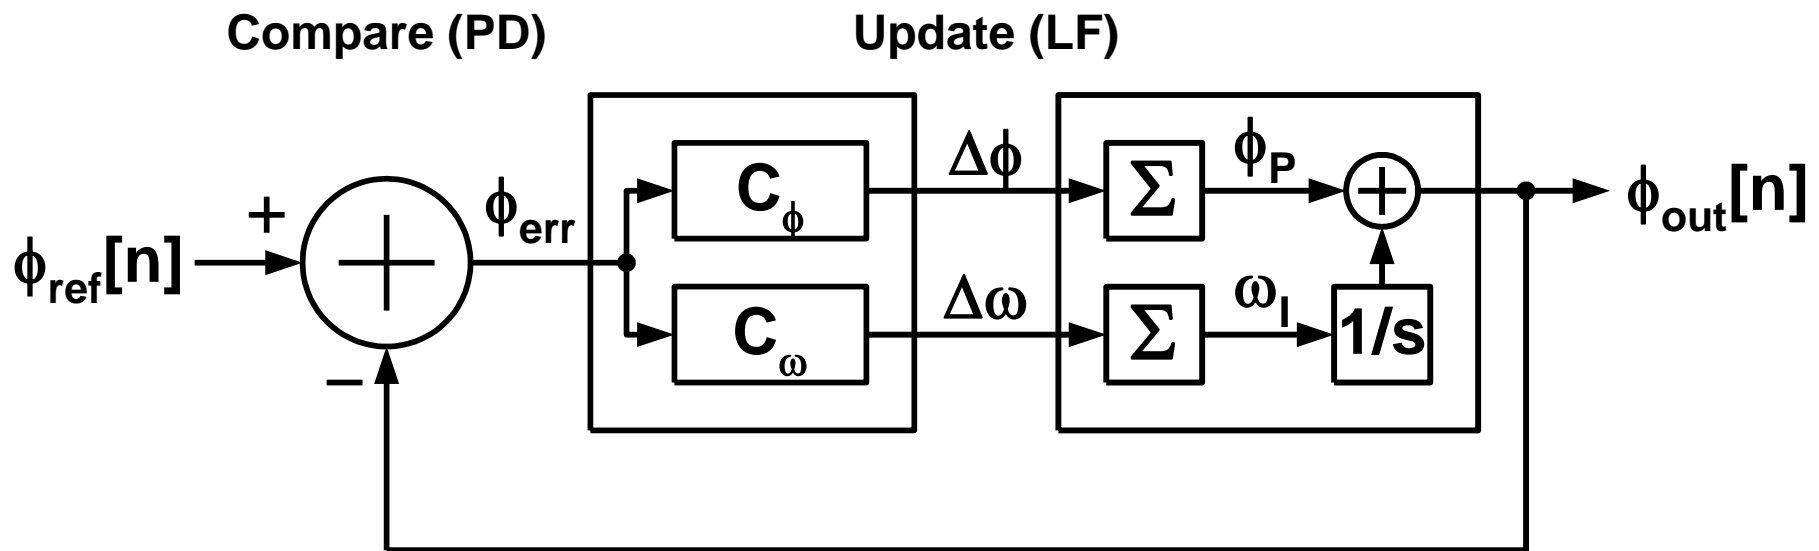 Compare (PD)
Update (LF)
ϕref[n]
+
−
ϕerr
Cϕ
Cω
Δϕ
Δω
Σ
Σ
ϕP
ωI
1/s
ϕout[n]